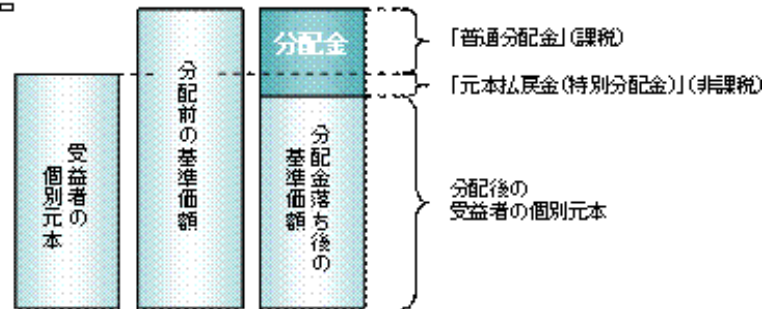 受益者の
個別元本
分配前の基準価額
分配金
分配金落ち後の
基準価額
「普通分配金」(課税)
「元本払戻金(特別分配金)」(非課税)
分配後の
受益者の個別元本